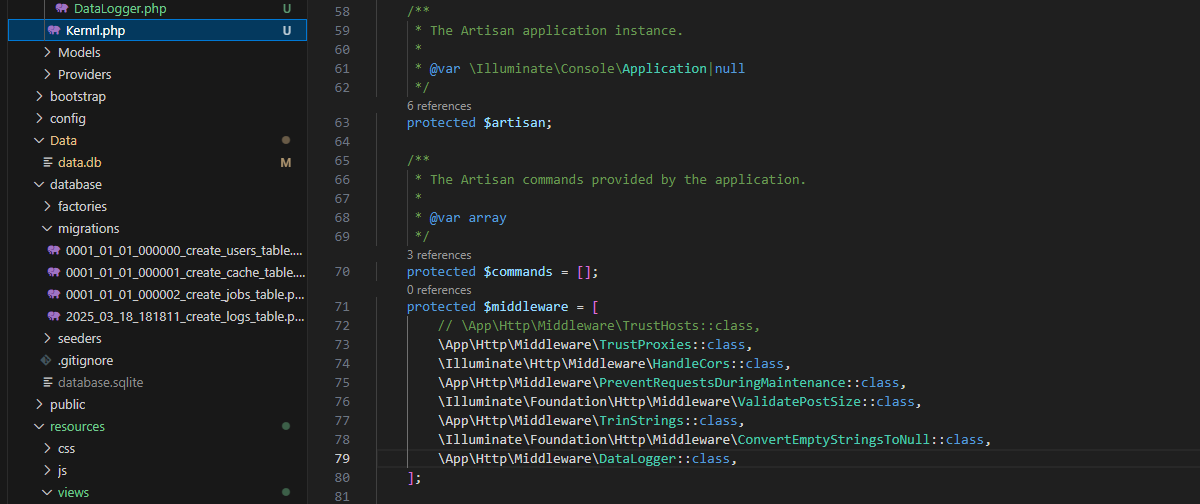 DataLogger.php U
Kernrl.php U
Models
Providers
bootstrap
config
Data
data.db M
database
factories
migrations
0001_01_01_000000_create_users_table....
0001_01_01_000001_create_cache_table....
0001_01_01_000002_create_jobs_table.p...
2025_03_18_181811_create_logs_table.p...
seeders
.gitignore
database.sqlite
public
resources
css
js
views
58 /**
59 * The Artisan application instance.
60 *
61 * @var \Illuminate\Console\Application|null
62 */
6 references
63 protected $artisan;
64
65 /**
66 * The Artisan commands provided by the application.
67 *
68 * @var array
69 */
3 references
70 protected $commands = [];
0 references
71 protected $middleware = [
72 // \App\Http\Middleware\TrustHosts::class,
73 \App\Http\Middleware\TrustProxies::class,
74 \Illuminate\Http\Middleware\HandleCors::class,
75 \App\Http\Middleware\PreventRequestsDuringMaintenance::class,
76 \Illuminate\Foundation\Http\Middleware\ValidatePostSize::class,
77 \App\Http\Middleware\TrinStrings::class,
78 \Illuminate\Foundation\Http\Middleware\ConvertEmptyStringsToNull::class,
79 \App\Http\Middleware\DataLogger::class,
80 ];
81